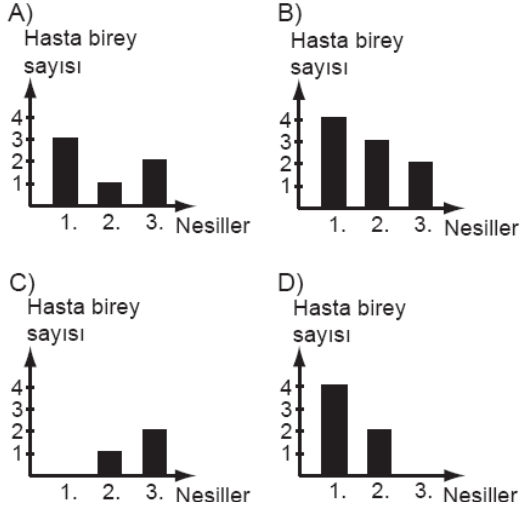 A)
Hasta birey
sayısı
4
3
2
1
1. 2. 3. Nesiller
B)
Hasta birey
sayısı
4
3
2
1
1. 2. 3. Nesiller
C)
Hasta birey
sayısı
4
3
2
1
1. 2. 3. Nesiller
D)
Hasta birey
sayısı
4
3
2
1
1. 2. 3. Nesiller